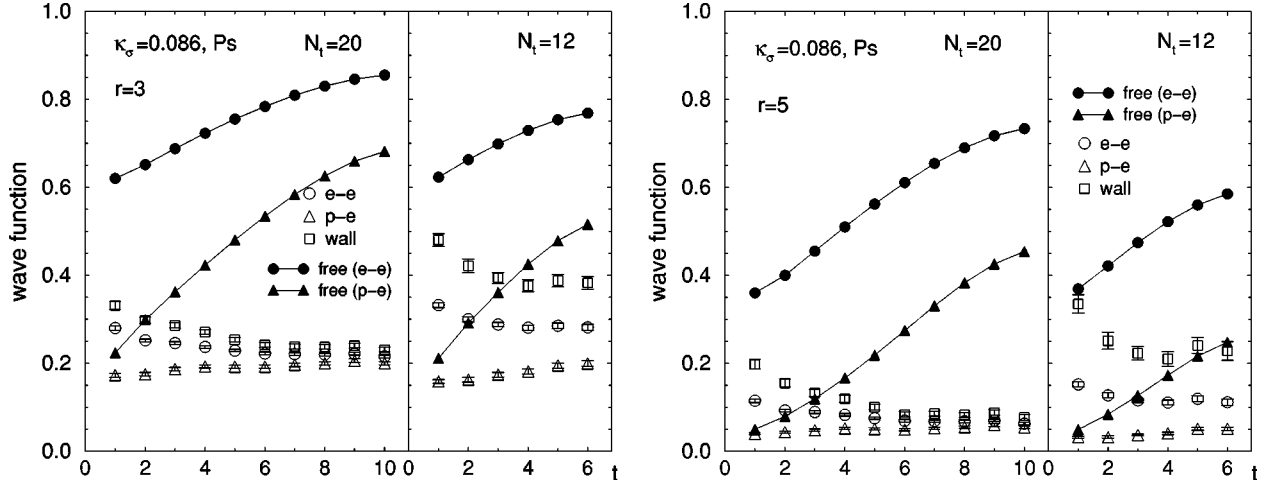 1.0
0.8
0.6
0.4
0.2
0.0
wave function
κσ=0.086, Ps
Nt=20
r=3
e−e
p−e
wall
free (e−e)
free (p−e)
0 2 4 6 8 10
Nt=12
0 2 4 6 t
1.0
0.8
0.6
0.4
0.2
0.0
wave function
κσ=0.086, Ps
Nt=20
r=5
0 2 4 6 8 10
Nt=12
free (e−e)
free (p−e)
e−e
p−e
wall
0 2 4 6 t